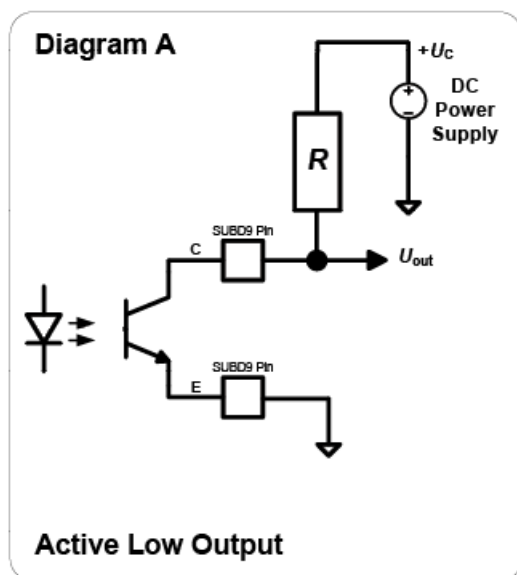 Diagram A
+UC
DC
Power
Supply
+
−
R
SUBD9 Pin
C
Uout
SUBD9 Pin
E
Active Low Output